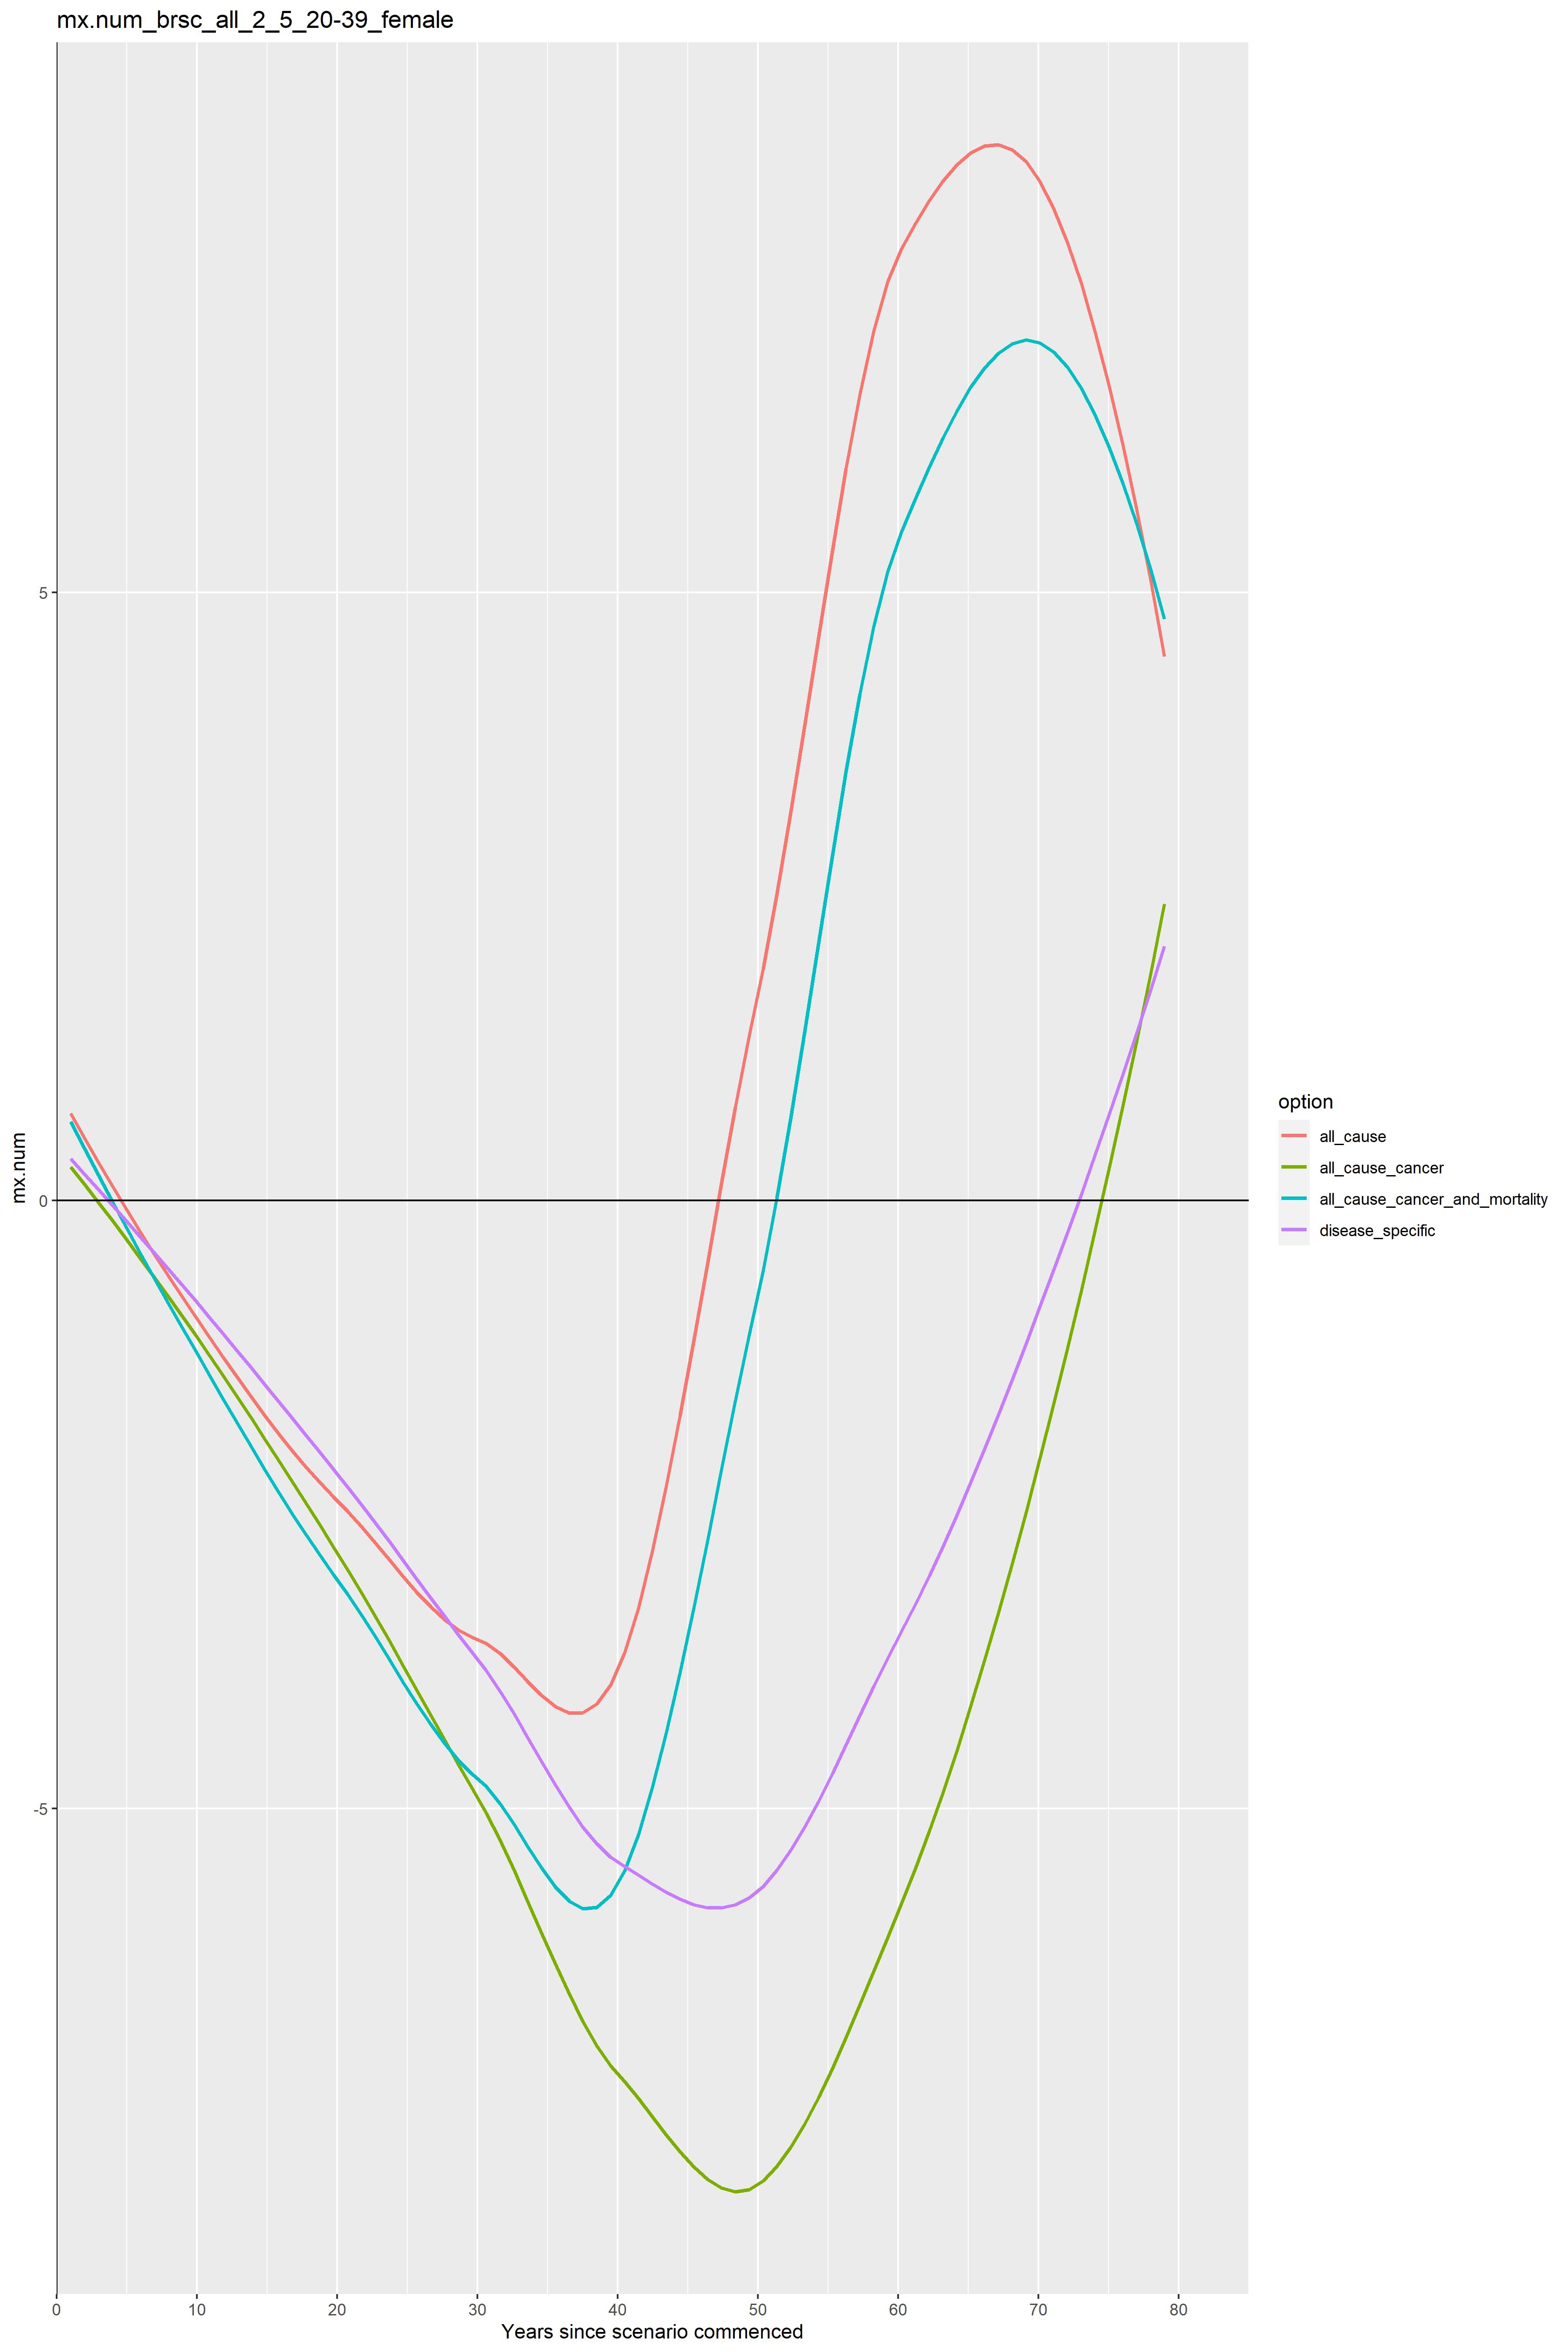 mx.num_brsc_all_2_5_20-39_female
mx.num
5
0
-5
0 10 20 30 40 50 60 70 80
Years since scenario commenced
option
all_cause
all_cause_cancer
all_cause_cancer_and_mortality
disease_specific